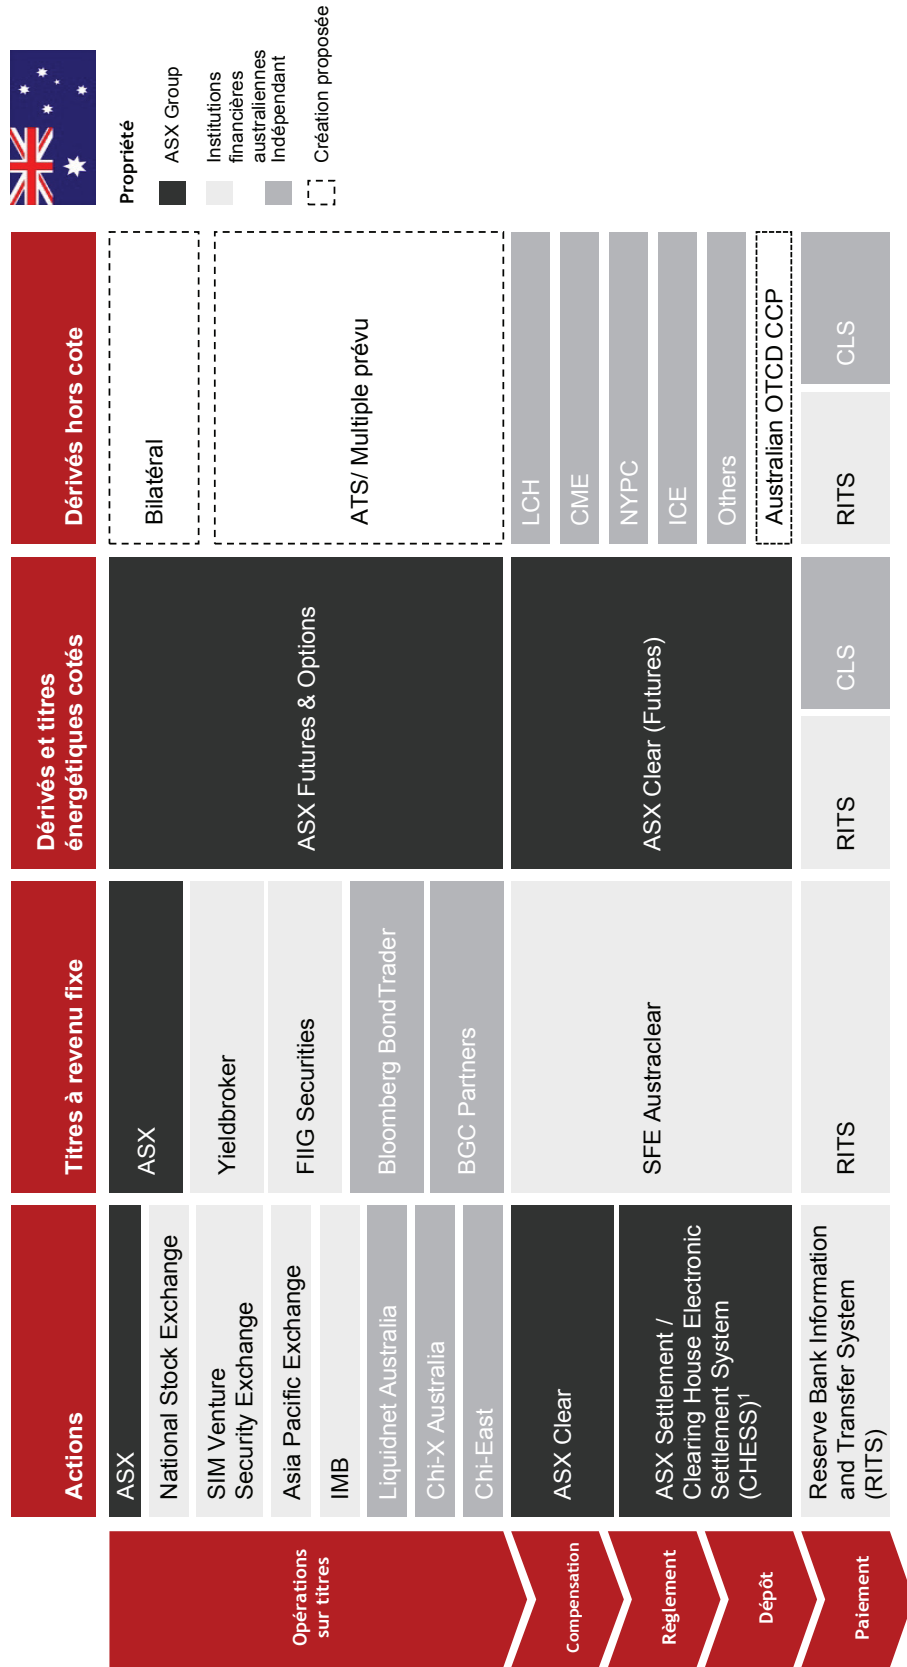 Actions
Titres à revenu fixe
Dérivés et titres
énergétiques cotés
Dérivés hors cote
Propriété
ASX Group
Institutions
financières
australiennes
Indépendant
Création proposée
Opérations
sur titres
ASX
National Stock Exchange
SIM Venture
Security Exchange
Asia Pacific Exchange
IMB
Liquidnet Australia
Chi-X Australia
Chi-East
ASX
Yieldbroker
FIIG Securities
Bloomberg BondTrader
BGC Partners
ASX Futures & Options
Bilatéral
ATS/ Multiple prévu
Compensation
Règlement
Dépôt
ASX Clear
ASX Settlement /
Clearing House Electronic
Settlement System
(CHESS)¹
SFE Austraclear
ASX Clear (Futures)
LCH
CME
NYPC
ICE
Others
Australian OTCD CCP
Paiement
Reserve Bank Information
and Transfer System
(RITS)
RITS
RITS
CLS
RITS
CLS